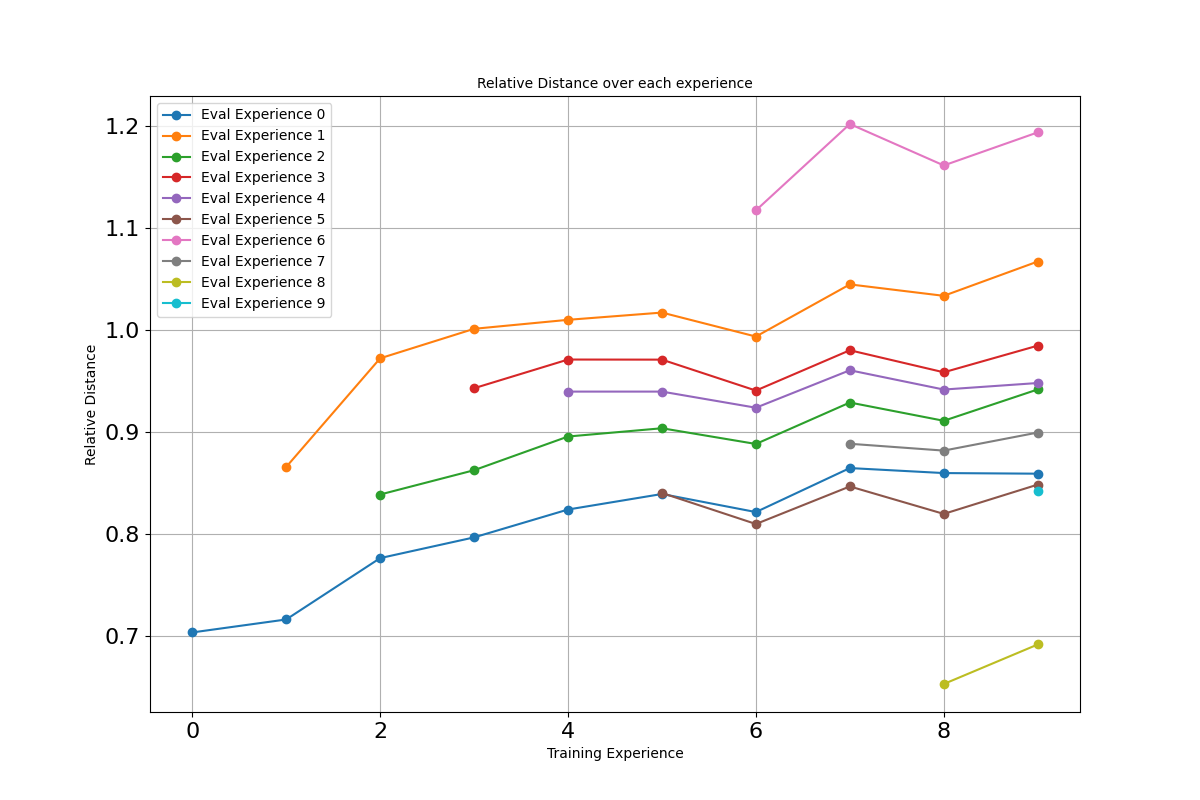 Relative Distance over each experience
Eval Experience 0
Eval Experience 1
Eval Experience 2
Eval Experience 3
Eval Experience 4
Eval Experience 5
Eval Experience 6
Eval Experience 7
Eval Experience 8
Eval Experience 9
1.2
1.1
1.0
0.9
0.8
0.7
Relative Distance
0 2 4 6 8
Training Experience